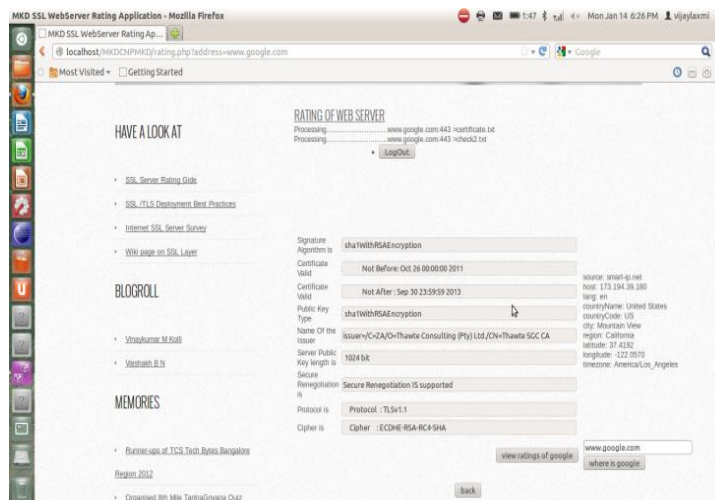 MKD SSL WebServer Rating Application - Mozilla Firefox
1:47
Mon Jan 14 6:26 PM
vijaylaxmi
MKD SSL WebServer Rating Ap...
localhost/MKDCNPMKD/rating.php?address=www.google.com
Google
Most Visited
Getting Started
HAVE A LOOK AT
SSL Server Rating Gide
SSL /TLS Deployment Best Practices
Internet SSL Server Survey
Wiki page on SSL Layer
BLOGROLL
Vinaykumar M Kolli
Vaishakh B N
MEMORIES
Runner-ups of TCS Tech Bytes Bangalore
Region 2012
Organised 8th Mile TantraGnyana Quiz
RATING OF WEB SERVER
Processing..............................www.google.com:443 >certificate.txt
Processing..............................www.google.com:443 >check2.txt
LogOut
Signature
Algorithm is
sha1WithRSAEncryption
Certificate
Valid
Not Before: Oct 26 00:00:00 2011
Certificate
Valid
Not After : Sep 30 23:59:59 2013
Public Key
Type
sha1WithRSAEncryption
Name Of the
Issuer
issuer=/C=ZA/O=Thawte Consulting (Pty) Ltd./CN=Thawte SGC CA
Server Public
Key length is
1024 bit
Secure
Renegotiation
is
Secure Renegotiation IS supported
Protocol is
Protocol : TLSv1.1
Cipher is
Cipher : ECDHE-RSA-RC4-SHA
source: smart-ip.net
host: 173.194.39.180
lang: en
countryName: United States
countryCode: US
city: Mountain View
region: California
latitude: 37.4192
longitude: -122.0570
timezone: America/Los_Angeles
view ratings of google
www.google.com
where is google
back